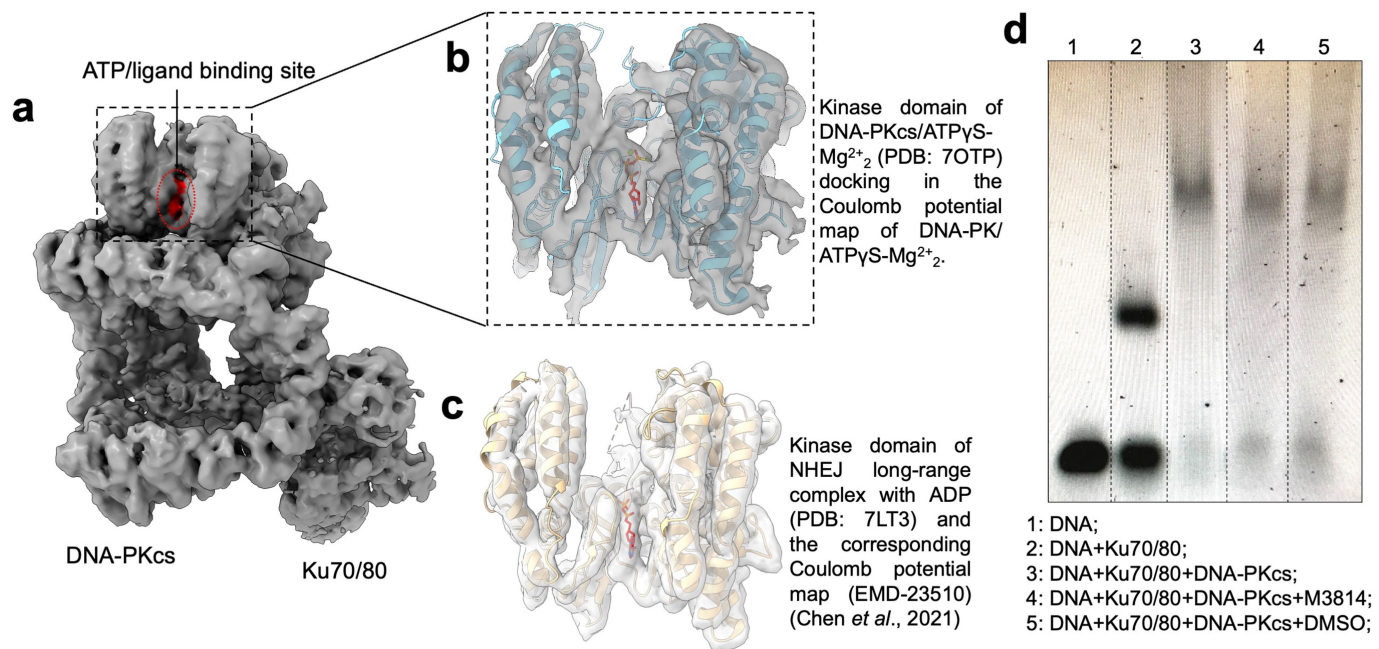 a
ATP/ligand binding site
DNA-PKcs
Ku70/80
b
Kinase domain of
DNA-PKcs/ATPγS-
Mg²⁺₂ (PDB: 7OTP)
docking in the
Coulomb potential
map of DNA-PK/
ATPγS-Mg²⁺₂.
c
Kinase domain of
NHEJ long-range
complex with ADP
(PDB: 7LT3) and
the corresponding
Coulomb potential
map (EMD-23510)
(Chen et al., 2021)
d
1 2 3 4 5
1: DNA;
2: DNA+Ku70/80;
3: DNA+Ku70/80+DNA-PKcs;
4: DNA+Ku70/80+DNA-PKcs+M3814;
5: DNA+Ku70/80+DNA-PKcs+DMSO;